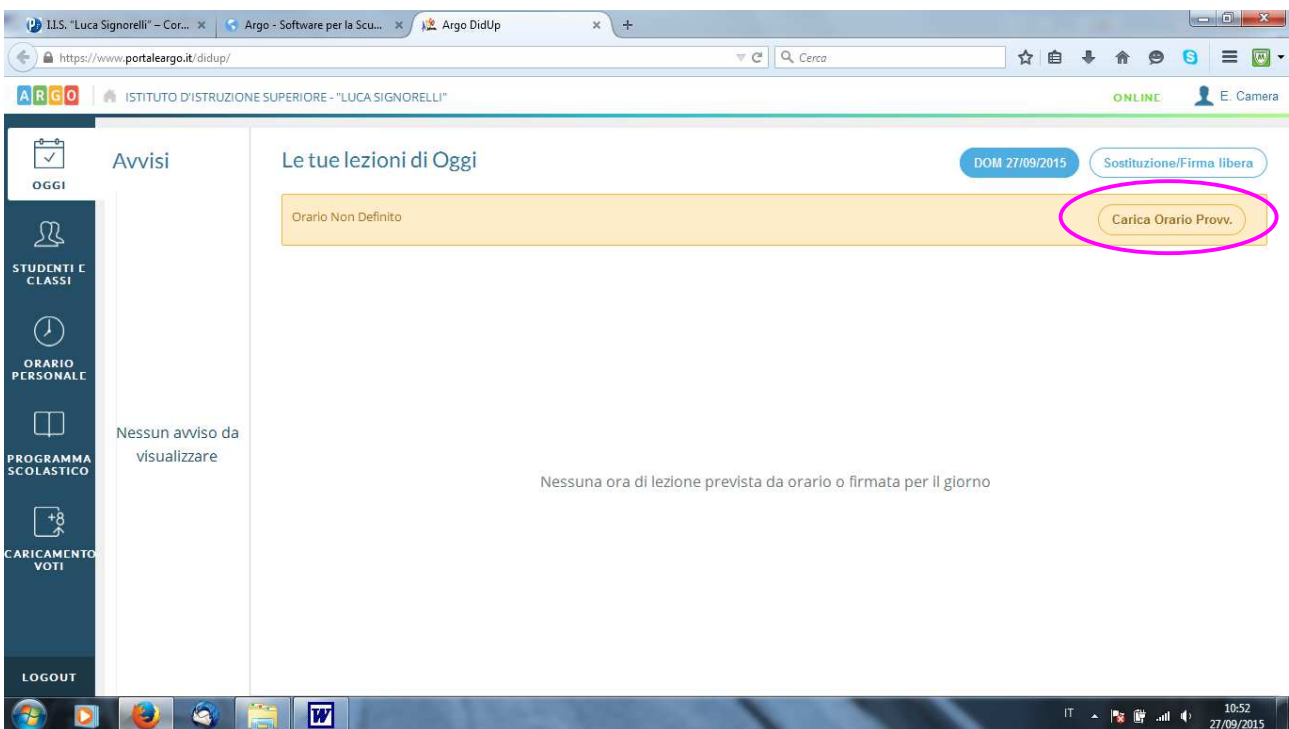 I.I.S. "Luca Signorelli" – Cor...
Argo - Software per la Scu...
Argo DidUp
https://www.portaleargo.it/didup/
Cerca
ARGO
ISTITUTO D'ISTRUZIONE SUPERIORE - "LUCA SIGNORELLI"
ONLINE
E. Camera
OGGI
Avvisi
Le tue lezioni di Oggi
DOM 27/09/2015
Sostituzione/Firma libera
Orario Non Definito
Carica Orario Provv.
STUDENTI E
CLASSI
ORARIO
PERSONALE
Nessun avviso da
visualizzare
PROGRAMMA
SCOLASTICO
Nessuna ora di lezione prevista da orario o firmata per il giorno
+8
CARICAMENTO
VOTI
LOGOUT
W
IT
10:52
27/09/2015